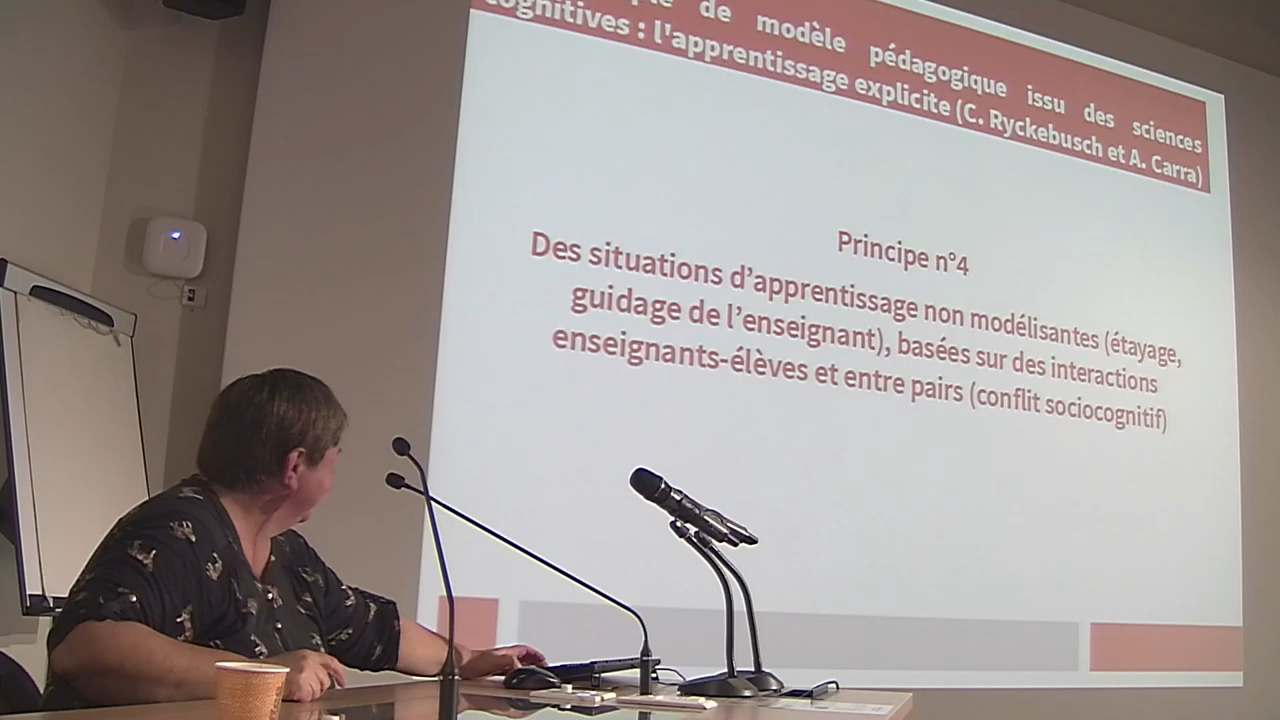 de modèle pédagogique issu des sciences
cognitives : l'apprentissage explicite (C. Ryckebusch et A. Carra)
Principe n°4
Des situations d'apprentissage non modélisantes (étayage,
guidage de l'enseignant), basées sur des interactions
enseignants-élèves et entre pairs (conflit sociocognitif)